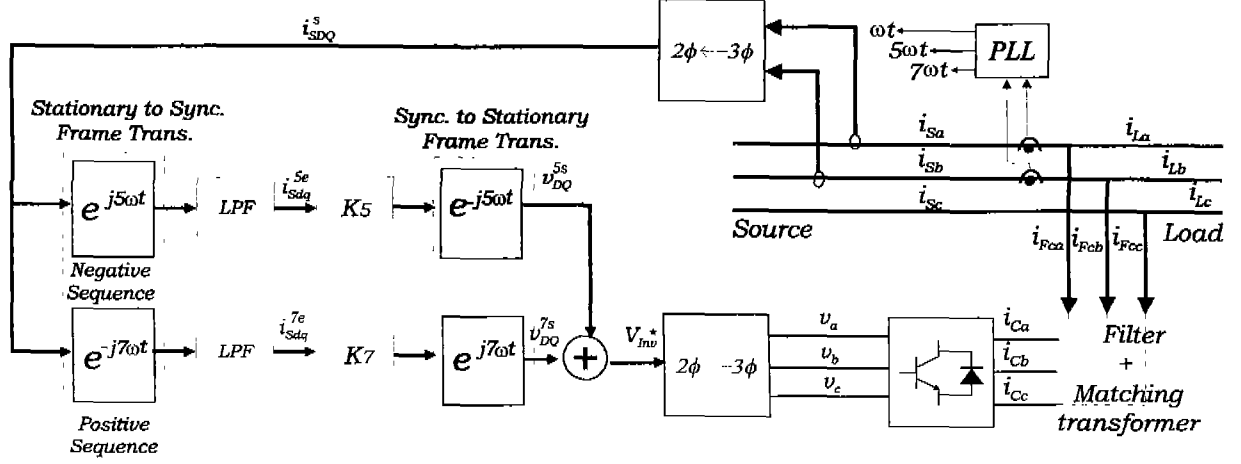 i^s_SDQ
2ϕ←−3ϕ
ωt
5ωt
7ωt
PLL
Stationary to Sync.
Frame Trans.
Sync. to Stationary
Frame Trans.
i_Sa
i_La
i_Sb
i_Lb
i_Sc
i_Lc
Source
Load
i_Fca
i_Fcb
i_Fcc
e^j5ωt
LPF
i^5e_Sdq
K5
e^-j5ωt
v^5s_DQ
Negative
Sequence
e^-j7ωt
LPF
i^7e_Sdq
K7
e^j7ωt
v^7s_DQ
+
V*_Inv
2ϕ −3ϕ
v_a
v_b
v_c
i_Ca
i_Cb
i_Cc
Filter
+
Matching
transformer
Positive
Sequence